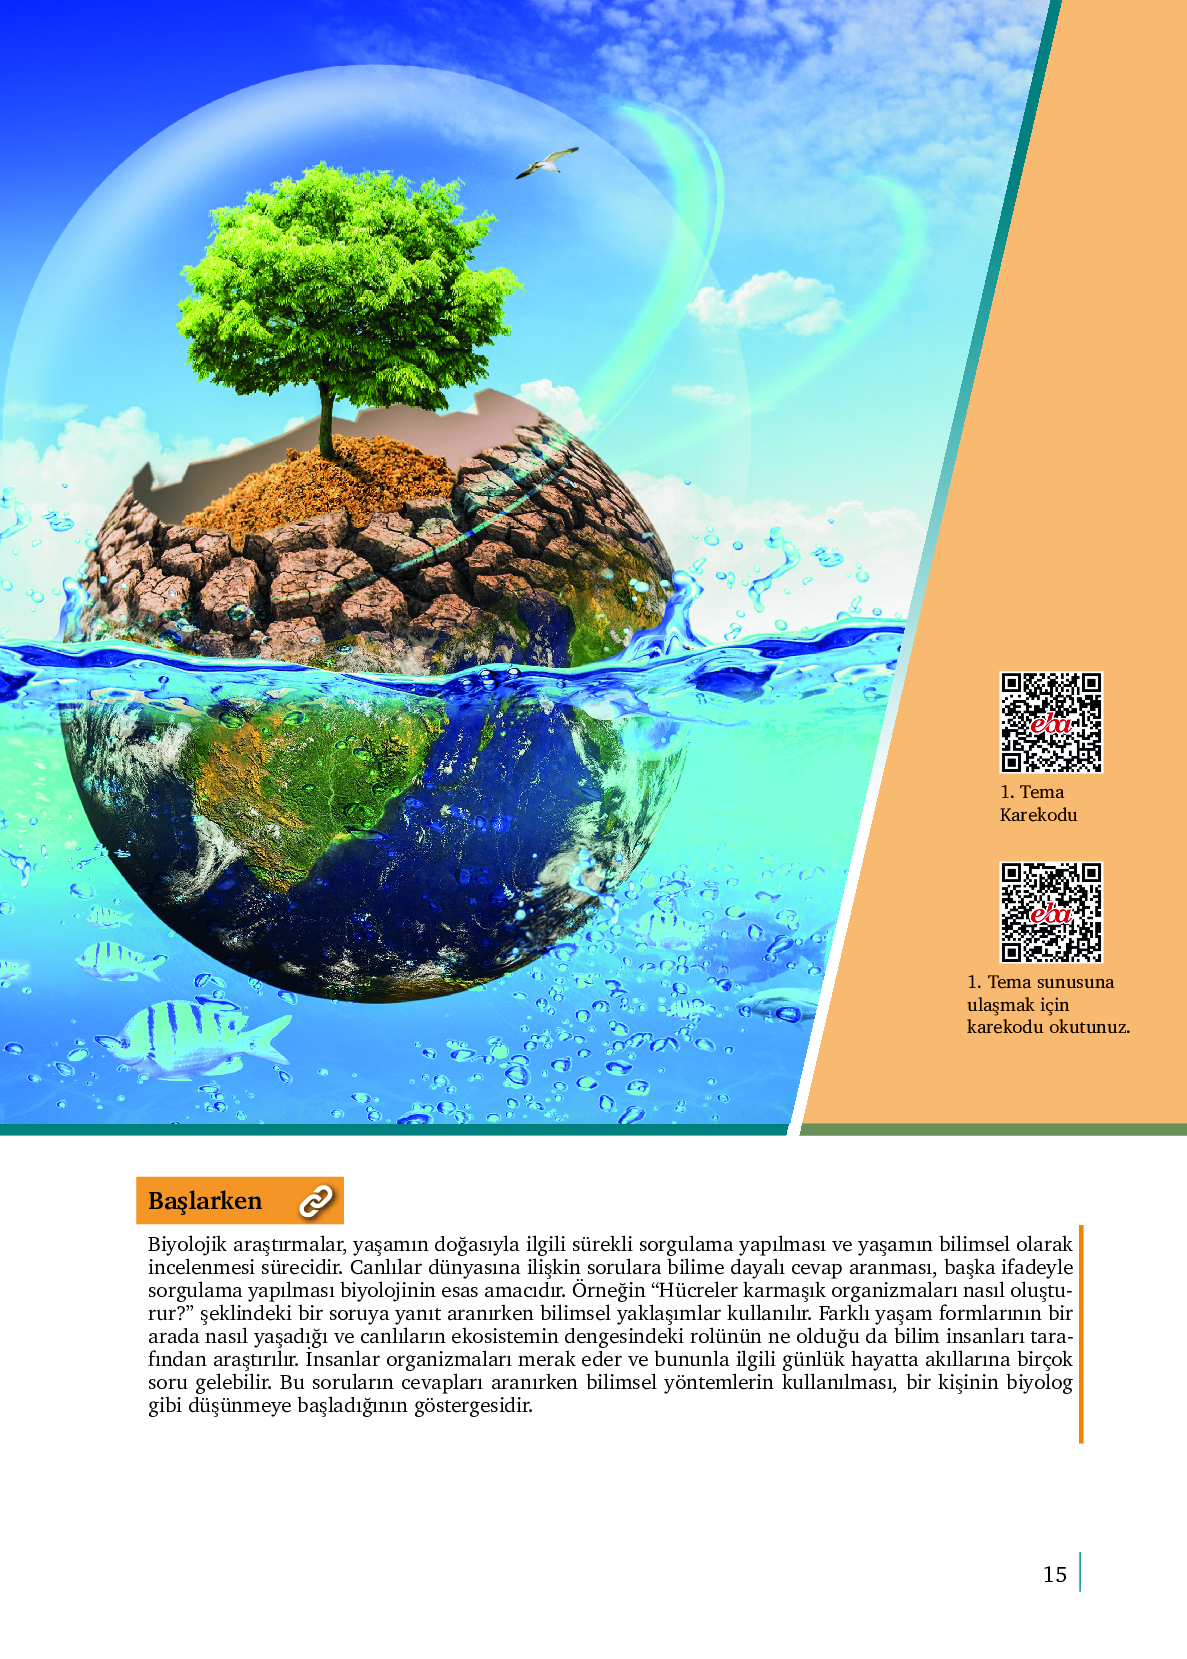 eba
1. Tema
Karekodu
eba
1. Tema sunusuna
ulaşmak için
karekodu okutunuz.
Başlarken
Biyolojik araştırmalar, yaşamın doğasıyla ilgili sürekli sorgulama yapılması ve yaşamın bilimsel olarak
incelenmesi sürecidir. Canlılar dünyasına ilişkin sorulara bilime dayalı cevap aranması, başka ifadeyle
sorgulama yapılması biyolojinin esas amacıdır. Örneğin “Hücreler karmaşık organizmaları nasıl oluştu-
rur?” şeklindeki bir soruya yanıt aranırken bilimsel yaklaşımlar kullanılır. Farklı yaşam formlarının bir
arada nasıl yaşadığı ve canlıların ekosistemin dengesindeki rolünün ne olduğu da bilim insanları tara-
fından araştırılır. İnsanlar organizmaları merak eder ve bununla ilgili günlük hayatta akıllarına birçok
soru gelebilir. Bu soruların cevapları aranırken bilimsel yöntemlerin kullanılması, bir kişinin biyolog
gibi düşünmeye başladığının göstergesidir.
15